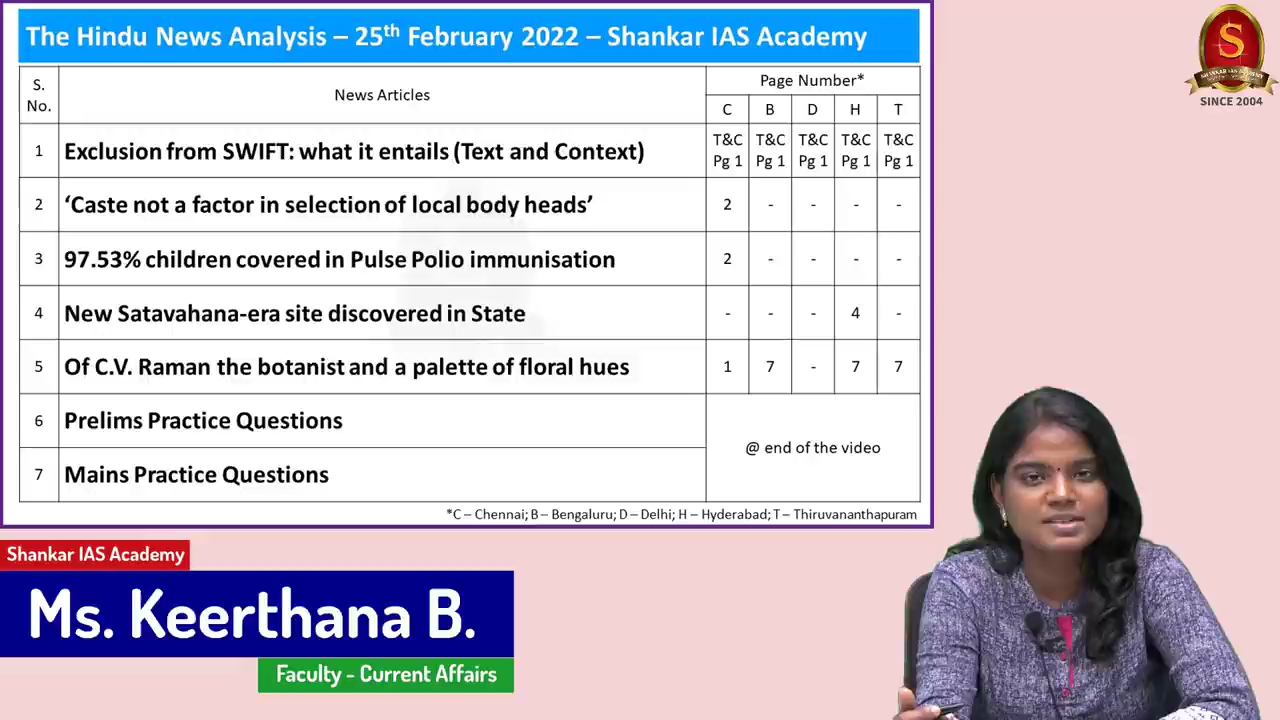 The Hindu News Analysis – 25th February 2022 – Shankar IAS Academy
S. No. News Articles Page Number*
C B D H T
1 Exclusion from SWIFT: what it entails (Text and Context) T&C Pg 1 T&C Pg 1 T&C Pg 1 T&C Pg 1 T&C Pg 1
2 ‘Caste not a factor in selection of local body heads’ 2 - - - -
3 97.53% children covered in Pulse Polio immunisation 2 - - - -
4 New Satavahana-era site discovered in State - - - 4 -
5 Of C.V. Raman the botanist and a palette of floral hues 1 7 - 7 7
6 Prelims Practice Questions @ end of the video
7 Mains Practice Questions
*C – Chennai; B – Bengaluru; D – Delhi; H – Hyderabad; T – Thiruvananthapuram
S
SHANKAR IAS ACADEMY
SINCE 2004
Shankar IAS Academy
Ms. Keerthana B.
Faculty - Current Affairs